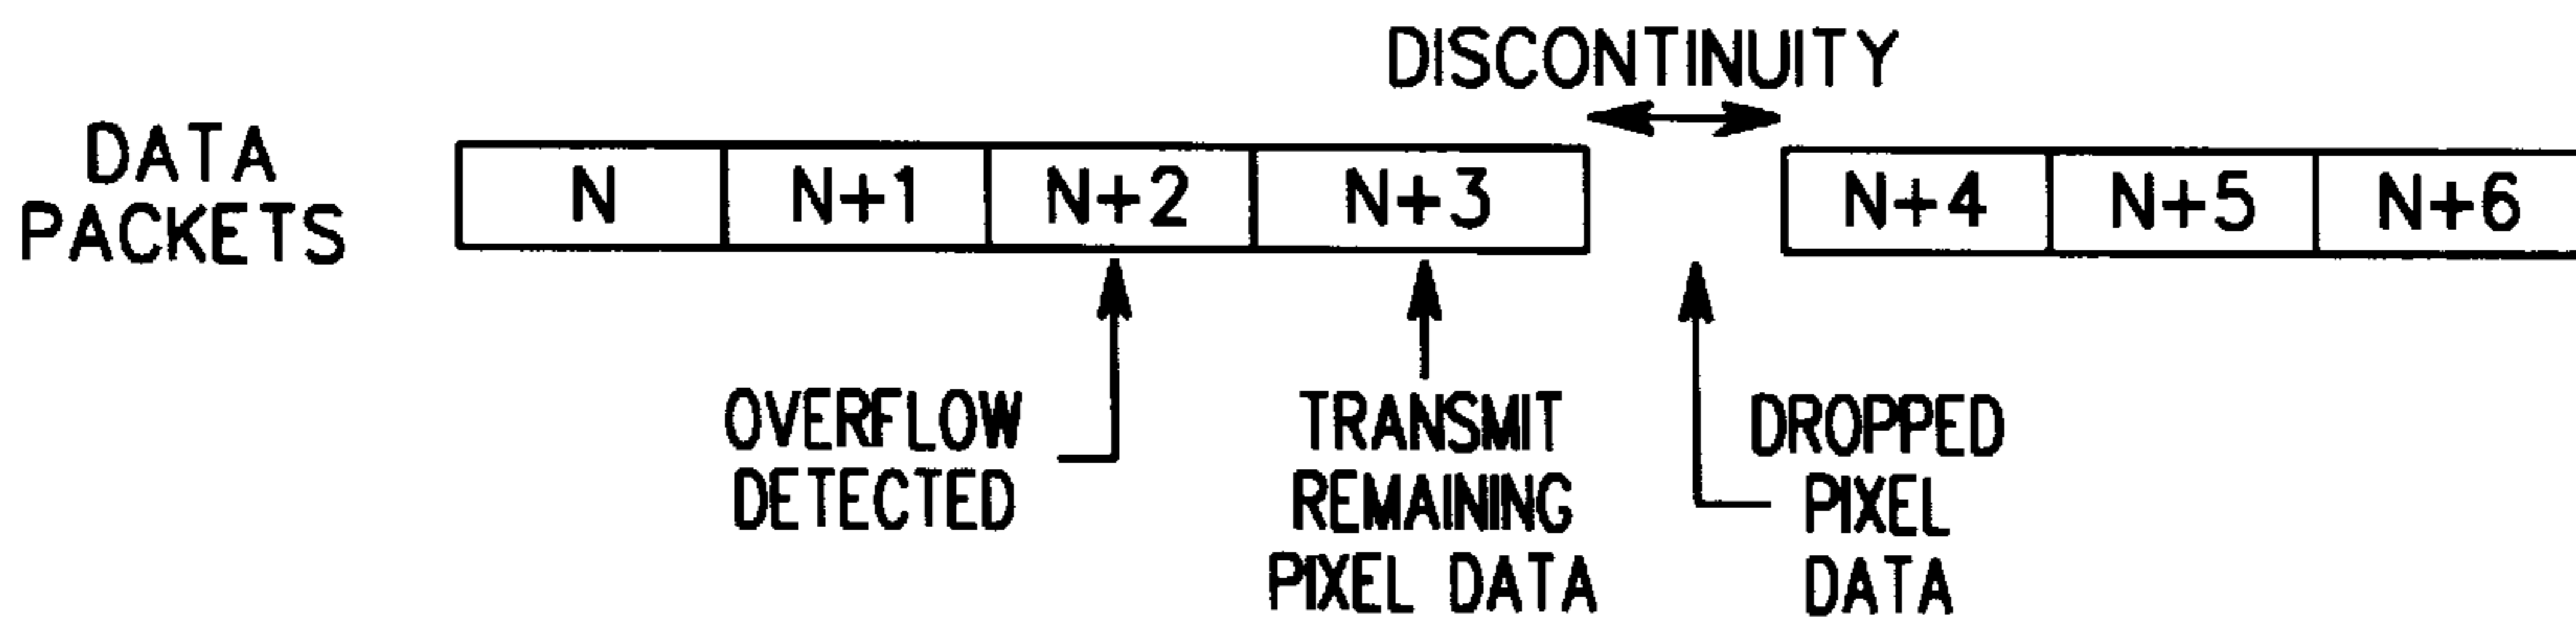 DISCONTINUITY
DATA
PACKETS
N N+1 N+2 N+3 N+4 N+5 N+6
OVERFLOW
DETECTED
TRANSMIT
REMAINING
PIXEL DATA
DROPPED
PIXEL
DATA